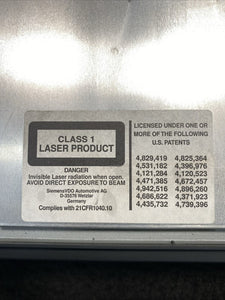 CLASS 1
LASER PRODUCT
DANGER
Invisible Laser radiation when open.
AVOID DIRECT EXPOSURE TO BEAM
SiemensVDO Automotive AG
D-35576 Wetzlar
Germany
Complies with 21CFR1040.10
LICENSED UNDER ONE OR
MORE OF THE FOLLOWING
U.S. PATENTS
4,829,419 4,825,364
4,531,162 4,396,976
4,121,284 4,120,523
4,471,385 4,672,457
4,942,516 4,896,260
4,686,622 4,371,923
4,435,732 4,739,396